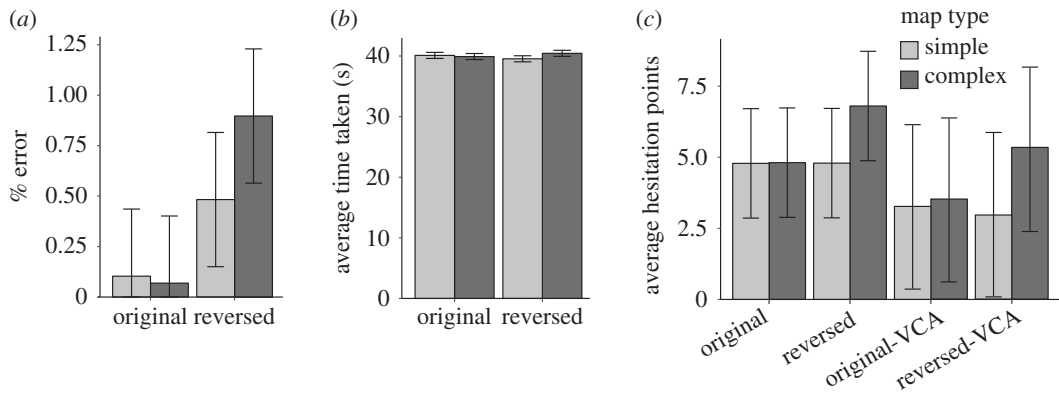 (a)
% error
1.25
1.00
0.75
0.50
0.25
0
original reversed
(b)
average time taken (s)
40
30
20
10
0
original reversed
(c)
average hesitation points
7.5
5.0
2.5
0
original
reversed
original-VCA
reversed-VCA
map type
simple
complex